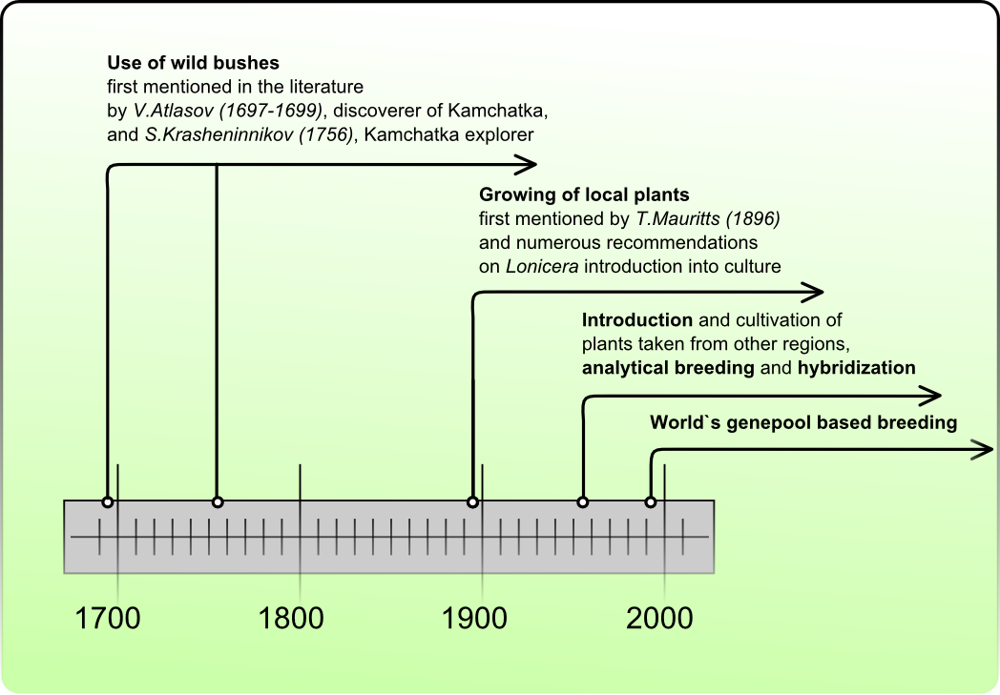 Use of wild bushes
first mentioned in the literature
by V.Atlasov (1697-1699), discoverer of Kamchatka,
and S.Krasheninnikov (1756), Kamchatka explorer
Growing of local plants
first mentioned by T.Mauritts (1896)
and numerous recommendations
on Lonicera introduction into culture
Introduction and cultivation of
plants taken from other regions,
analytical breeding and hybridization
World`s genepool based breeding
1700 1800 1900 2000